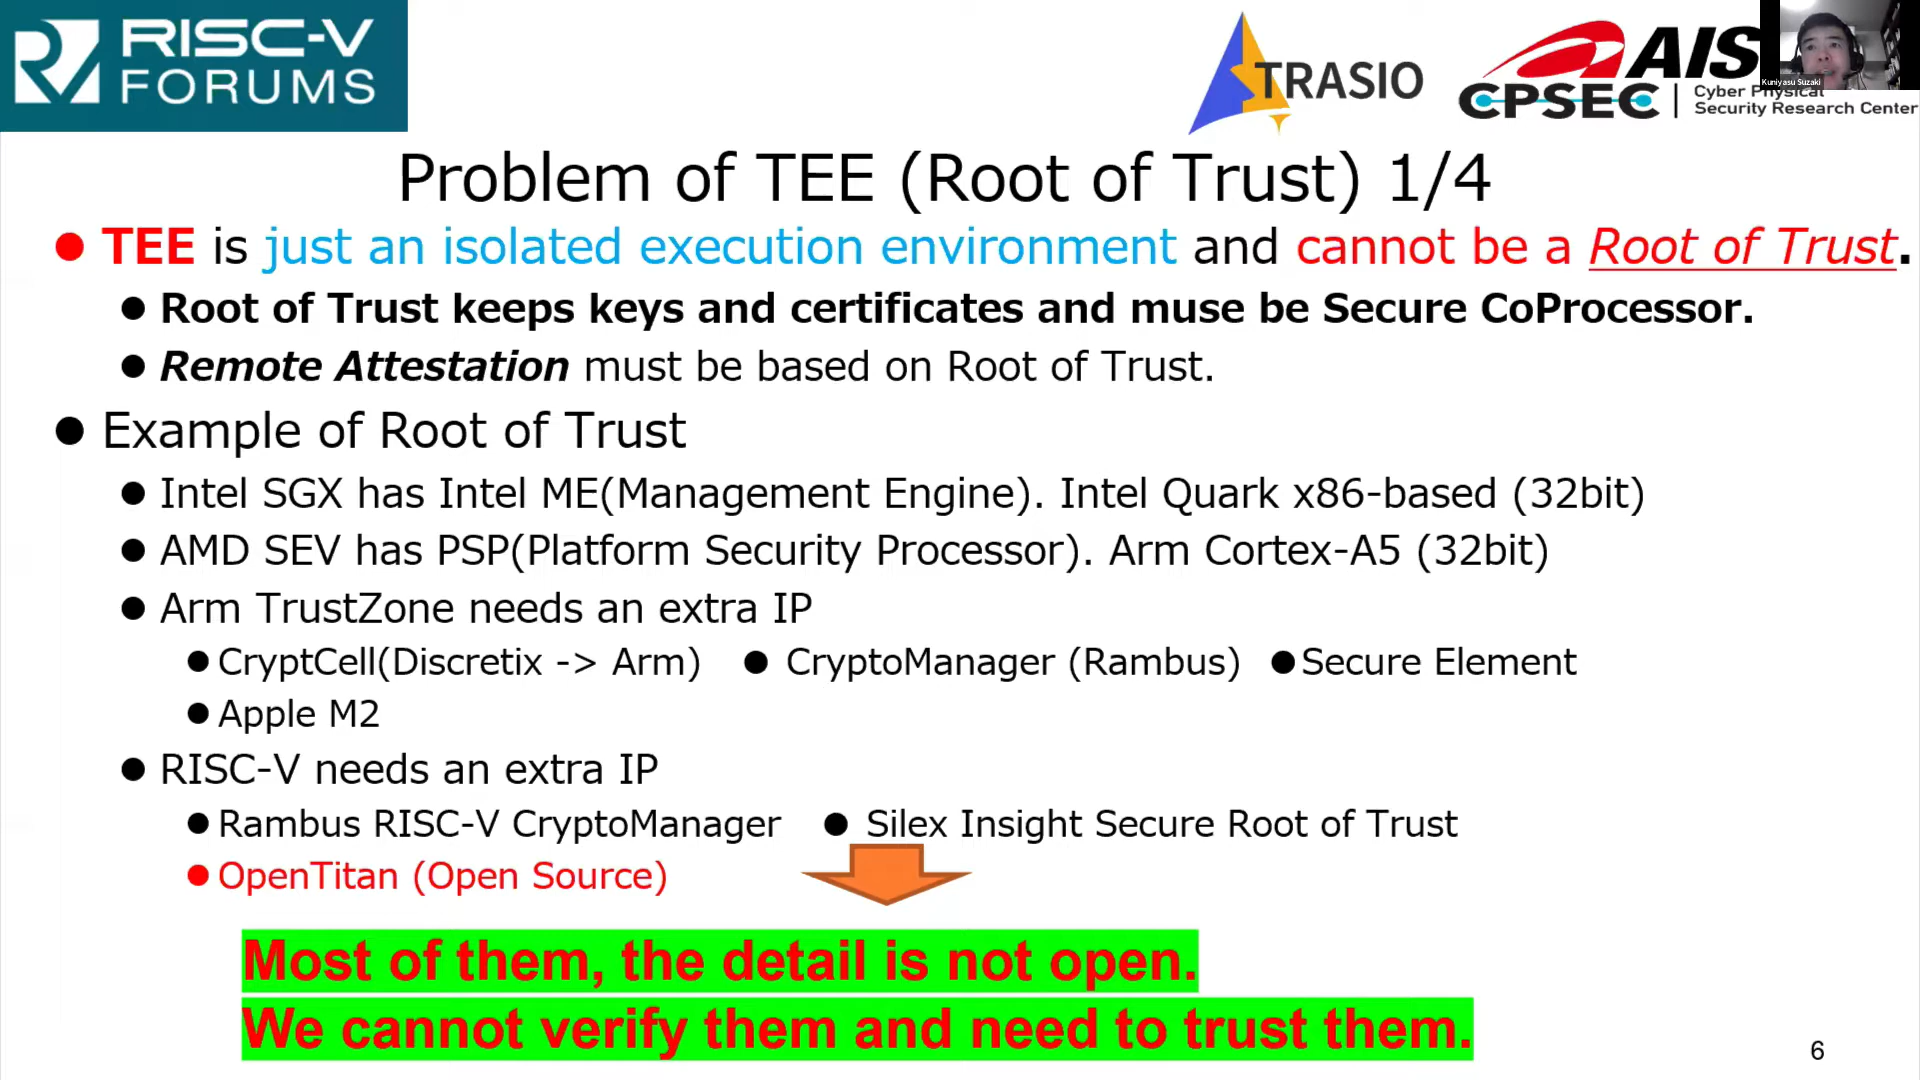 RISC-V
FORUMS
TRASIO
AIS
CPSEC
Cyber Physical
Security Research Center
Kuniyasu Suzaki
Problem of TEE (Root of Trust) 1/4
TEE is just an isolated execution environment and cannot be a Root of Trust.
Root of Trust keeps keys and certificates and muse be Secure CoProcessor.
Remote Attestation must be based on Root of Trust.
Example of Root of Trust
Intel SGX has Intel ME(Management Engine). Intel Quark x86-based (32bit)
AMD SEV has PSP(Platform Security Processor). Arm Cortex-A5 (32bit)
Arm TrustZone needs an extra IP
CryptCell(Discretix -> Arm) ● CryptoManager (Rambus) ● Secure Element
Apple M2
RISC-V needs an extra IP
Rambus RISC-V CryptoManager ● Silex Insight Secure Root of Trust
OpenTitan (Open Source)
Most of them, the detail is not open.
We cannot verify them and need to trust them.
6